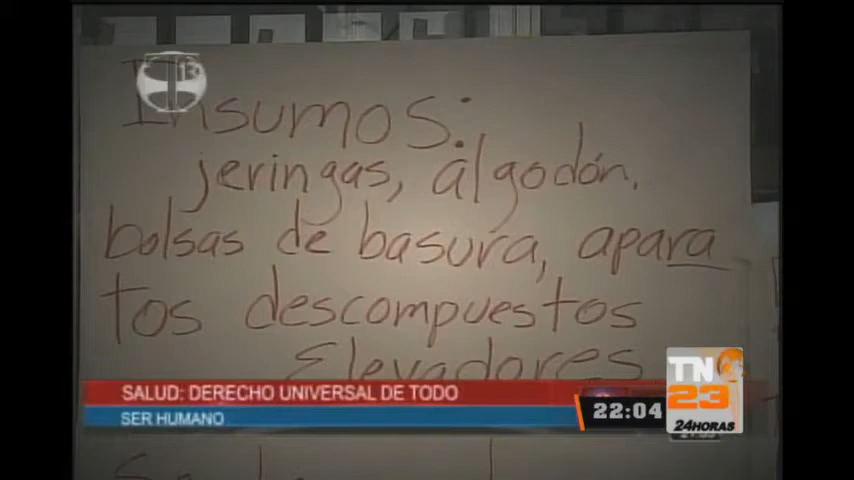 13
Insumos:
jeringas, algodón,
bolsas de basura, apara
tos descompuestos
Elevadores
SALUD: DERECHO UNIVERSAL DE TODO
SER HUMANO
22:04
TN
23
24HORAS